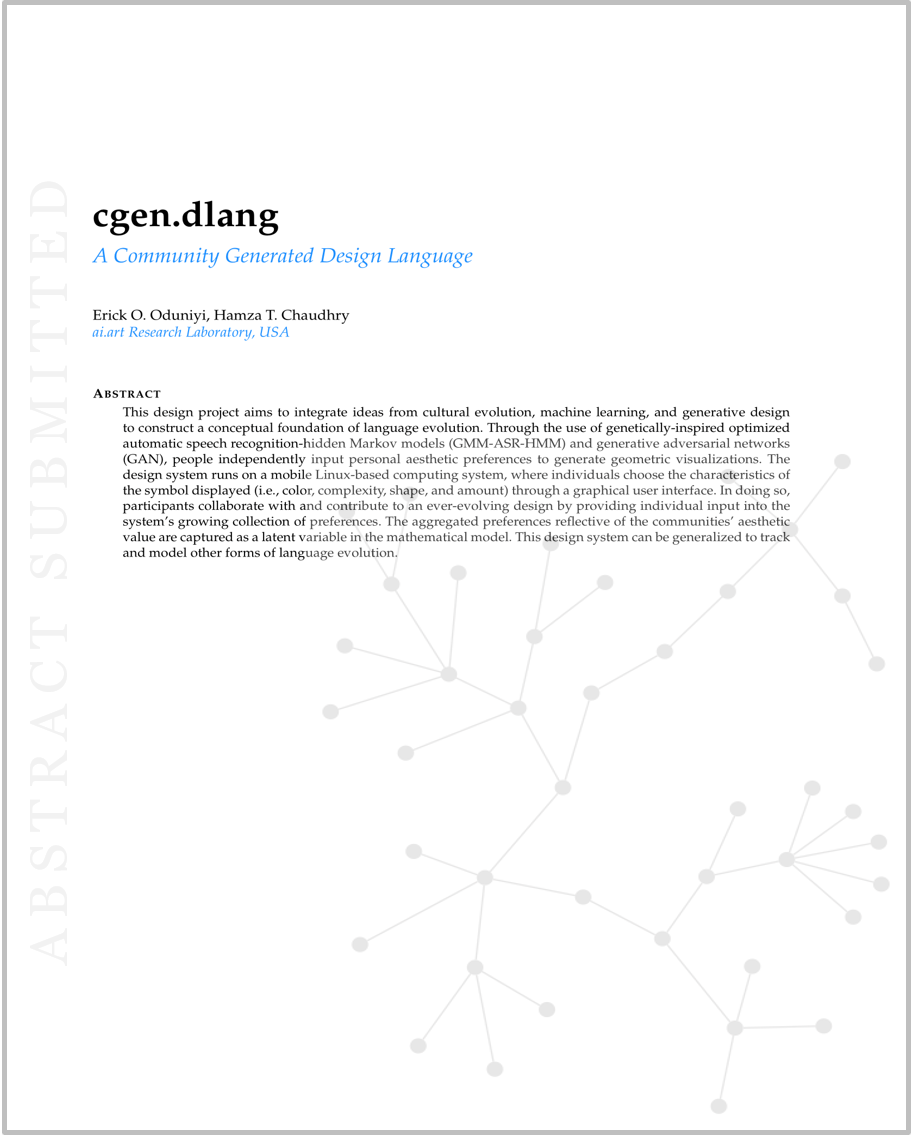 ABSTRACT SUBMITTED
cgen.dlang
A Community Generated Design Language
Erick O. Oduniyi, Hamza T. Chaudhry
ai.art Research Laboratory, USA
ABSTRACT
This design project aims to integrate ideas from cultural evolution, machine learning, and generative design
to construct a conceptual foundation of language evolution. Through the use of genetically-inspired optimized
automatic speech recognition-hidden Markov models (GMM-ASR-HMM) and generative adversarial networks
(GAN), people independently input personal aesthetic preferences to generate geometric visualizations. The
design system runs on a mobile Linux-based computing system, where individuals choose the characteristics of
the symbol displayed (i.e., color, complexity, shape, and amount) through a graphical user interface. In doing so,
participants collaborate with and contribute to an ever-evolving design by providing individual input into the
system's growing collection of preferences. The aggregated preferences reflective of the communities' aesthetic
value are captured as a latent variable in the mathematical model. This design system can be generalized to track
and model other forms of language evolution.